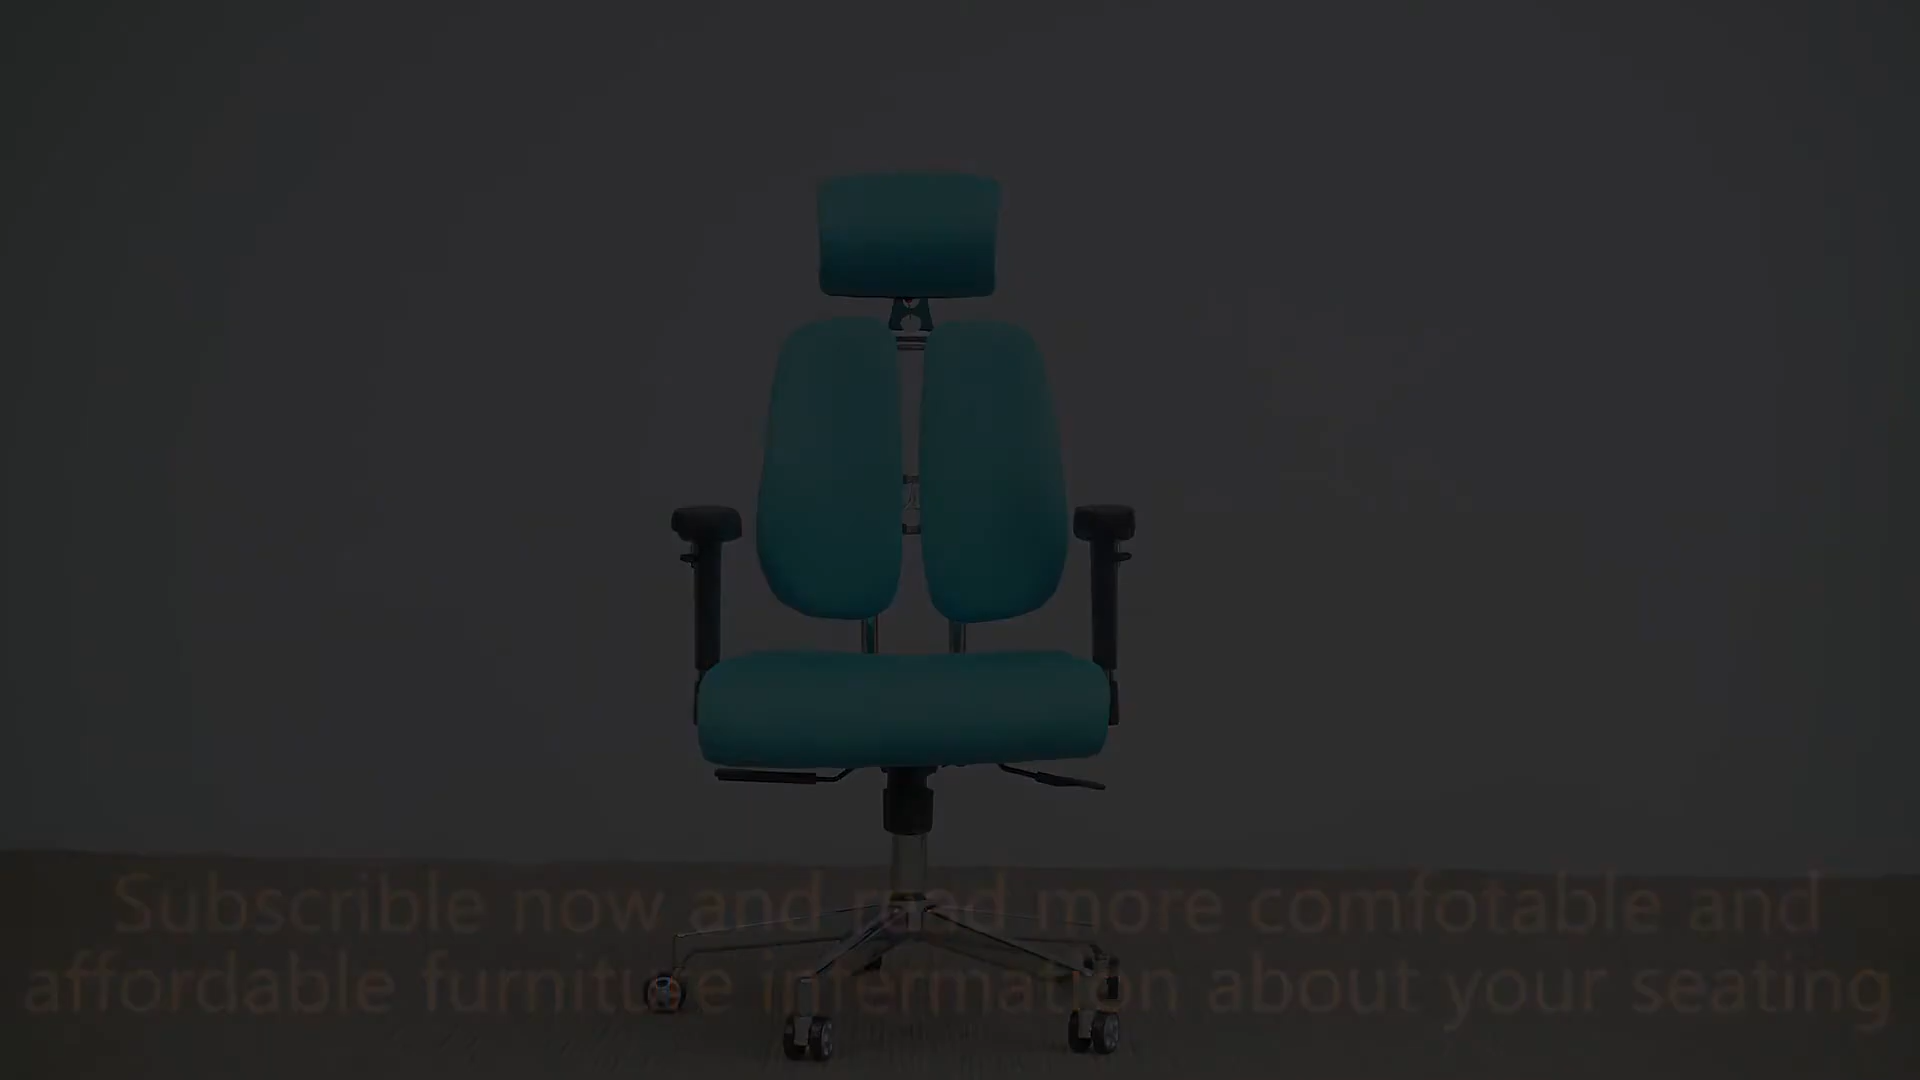 Subscrible now and read more comfotable and
affordable furniture information about your seating